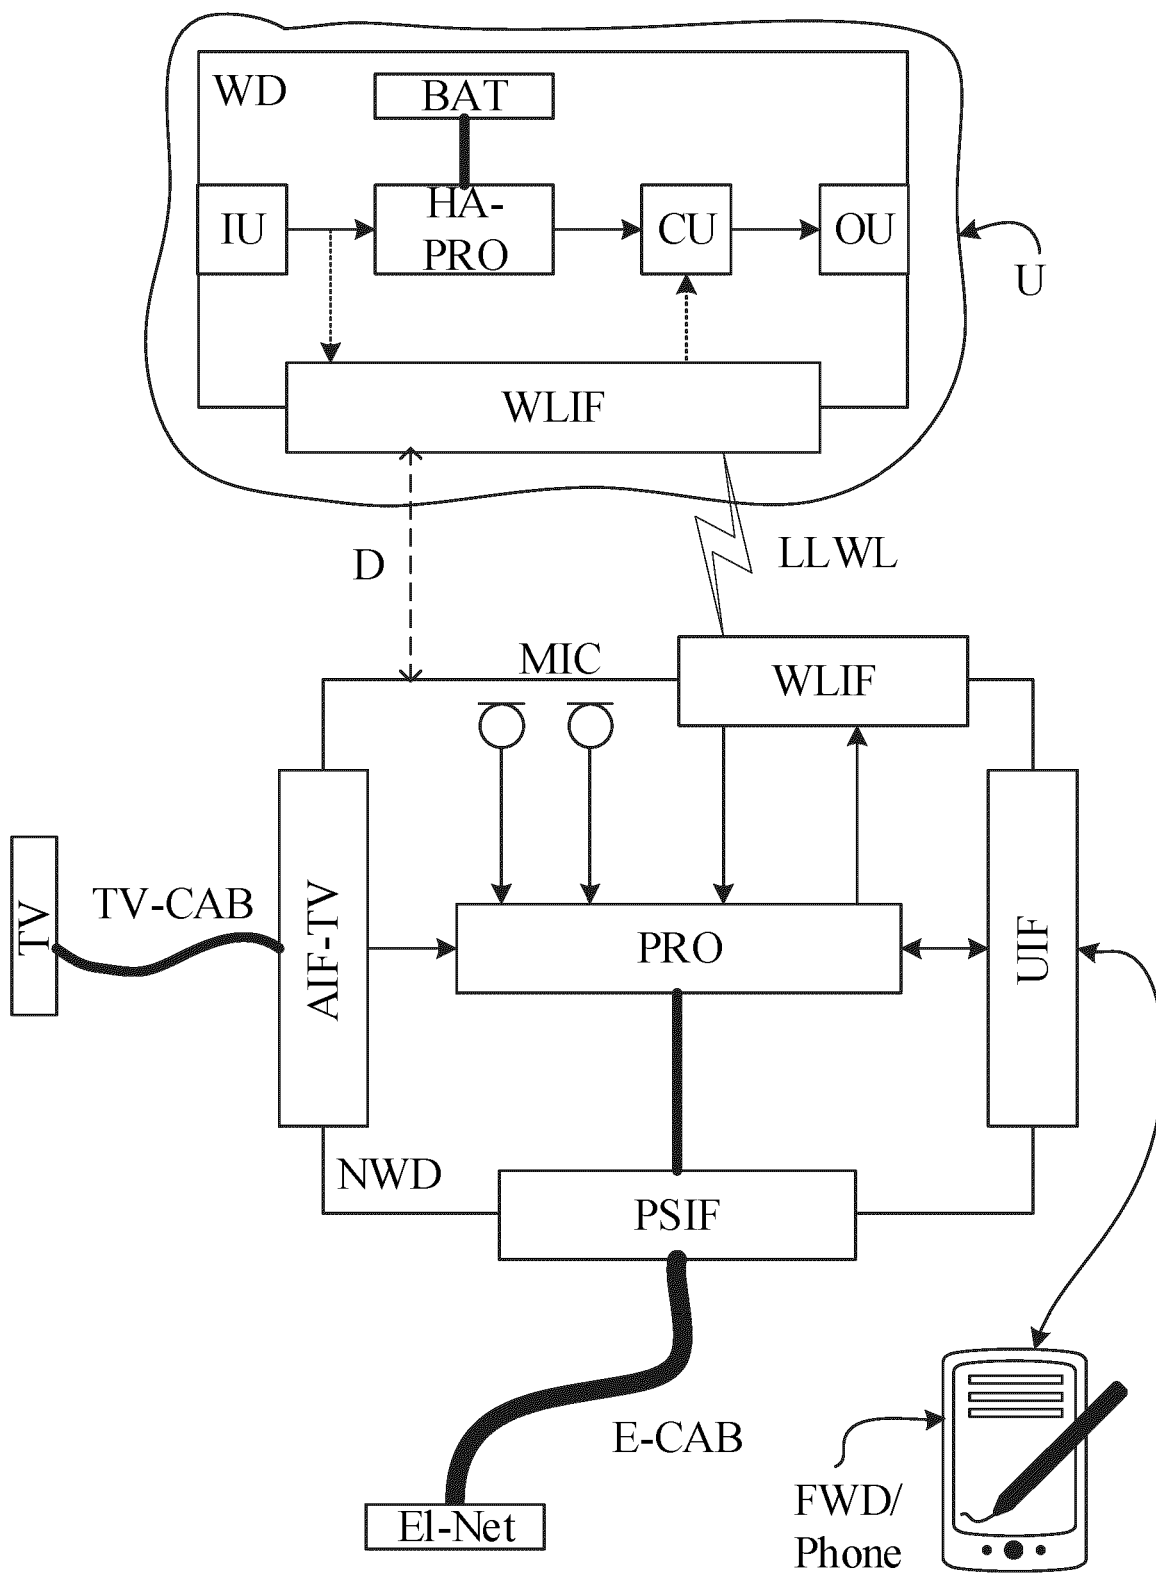 WD
BAT
IU
HA-
PRO
CU
OU
U
WLIF
D
LLWL
MIC
WLIF
TV
TV-CAB
AIF-TV
PRO
UIF
NWD
PSIF
E-CAB
El-Net
FWD/
Phone